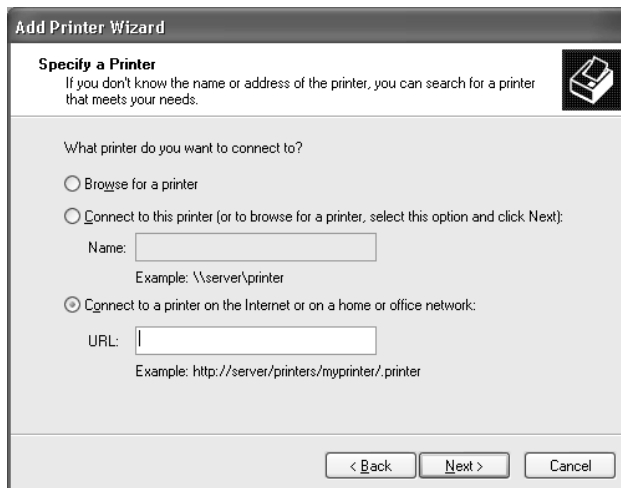 Add Printer Wizard
Specify a Printer
If you don't know the name or address of the printer, you can search for a printer
that meets your needs.
What printer do you want to connect to?
Browse for a printer
Connect to this printer (or to browse for a printer, select this option and click Next):
Name:
Example: \\server\printer
Connect to a printer on the Internet or on a home or office network:
URL:
Example: http://server/printers/myprinter/.printer
< Back Next > Cancel